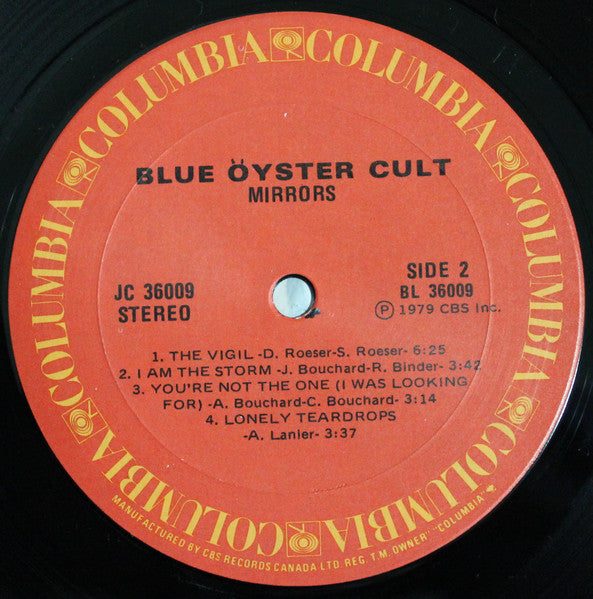 COLUMBIA COLUMBIA COLUMBIA COLUMBIA COLUMBIA COLUMBIA
BLUE ÖYSTER CULT
MIRRORS
JC 36009
STEREO
SIDE 2
BL 36009
Ⓟ 1979 CBS Inc.
1. THE VIGIL -D. Roeser-S. Roeser- 6:25
2. I AM THE STORM -J. Bouchard-R. Binder- 3:42
3. YOU'RE NOT THE ONE (I WAS LOOKING
FOR) -A. Bouchard-C. Bouchard- 3:14
4. LONELY TEARDROPS
-A. Lanier- 3:37
MANUFACTURED BY CBS RECORDS CANADA LTD. REG. T.M. OWNER "COLUMBIA"